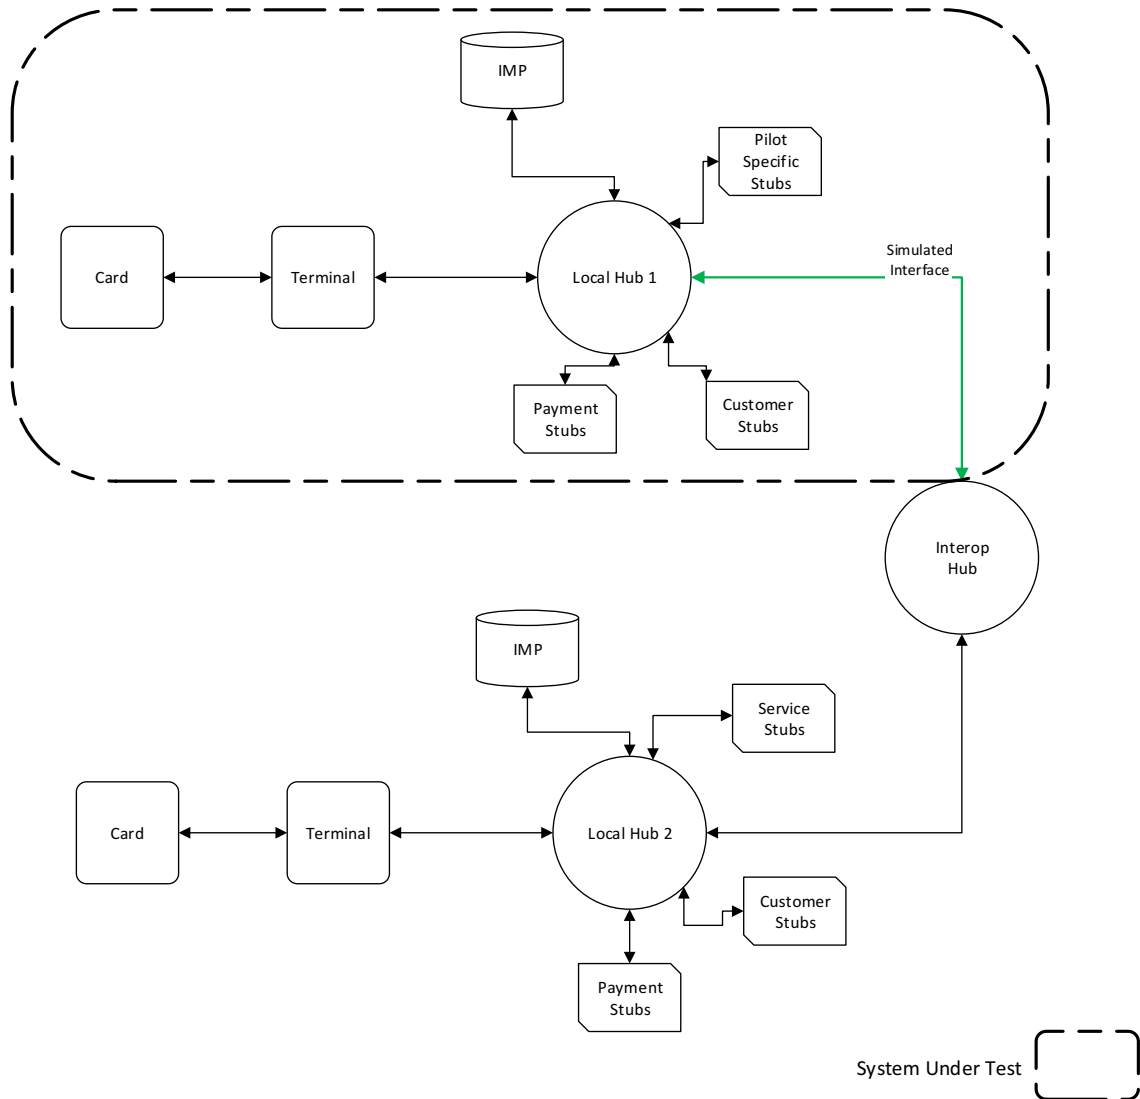 IMP
Pilot
Specific
Stubs
Simulated
Interface
Card
Terminal
Local Hub 1
Payment
Stubs
Customer
Stubs
Interop
Hub
IMP
Service
Stubs
Card
Terminal
Local Hub 2
Customer
Stubs
Payment
Stubs
System Under Test